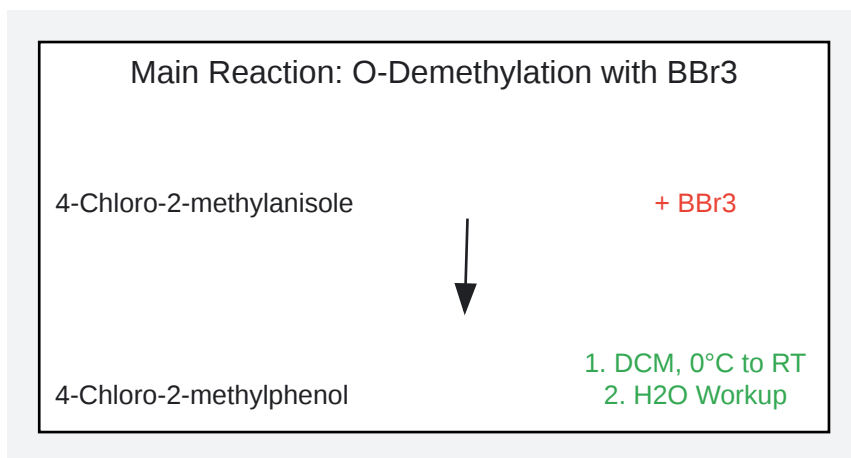 Main Reaction: O-Demethylation with BBr3
4-Chloro-2-methylanisole
+ BBr3
1. DCM, 0°C to RT
4-Chloro-2-methylphenol
2. H2O Workup